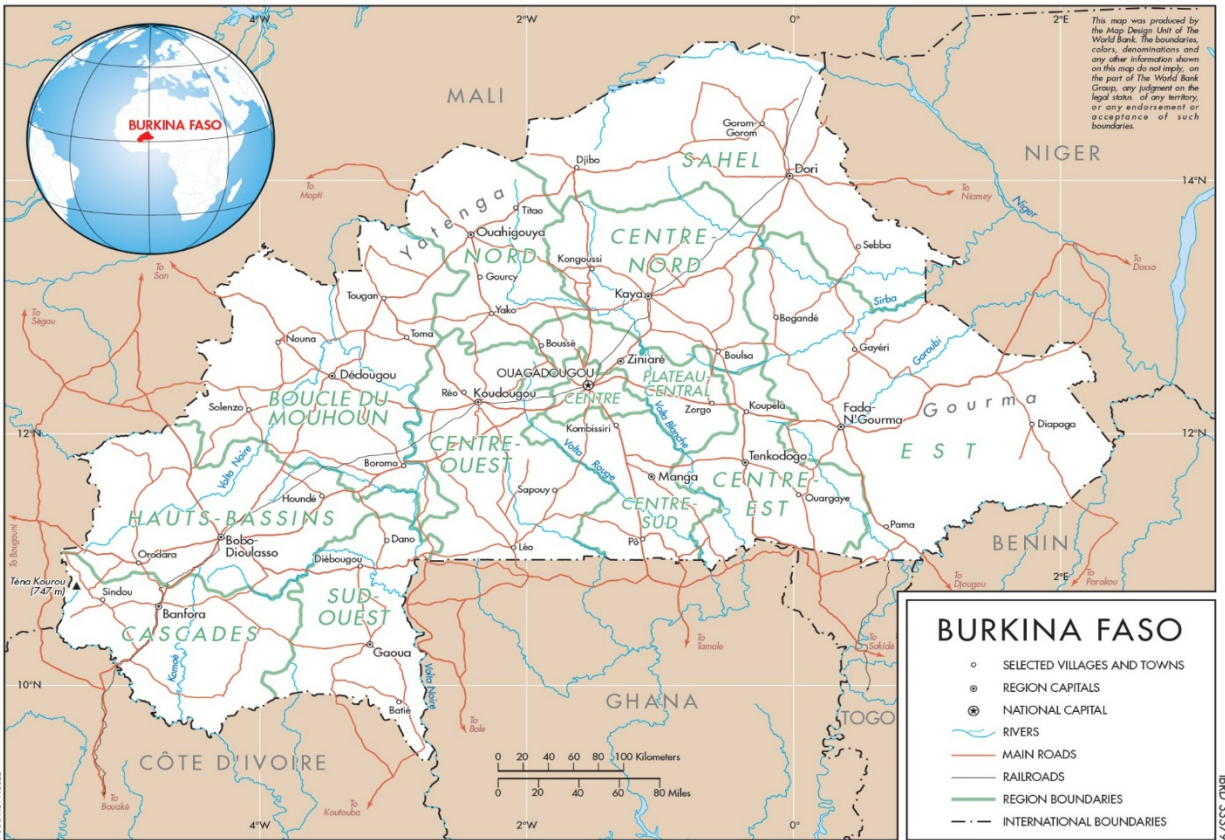 4°W
2°W
0°
2°E
This map was produced by
the Map Design Unit of The
World Bank. The boundaries,
colors, denominations and
any other information shown
on this map do not imply, on
the part of The World Bank
Group, any judgment on the
legal status of any territory,
or any endorsement or
acceptance of such
boundaries.
BURKINA FASO
MALI
NIGER
Gorom-
Gorom
SAHEL
Djibo
Dori
14°N
14°N
To
Mopti
To
Niamey
Niger
Titao
Yatenga
Ouahigouya
NORD
CENTRE-
NORD
Sebba
To
Dosso
Kongoussi
To
San
Gourcy
Kaya
Sirba
Tougan
Yako
Bogandé
To
Ségou
Toma
Nouna
Boussé
Boulsa
Gayéri
Goroubi
Ziniaré
OUAGADOUGOU
Dédougou
PLATEAU-
CENTRAL
CENTRE
Réo
Koudougou
BOUCLE DU
MOUHOUN
Solenzo
Zorgo
Koupéla
Fada-
N'Gourma
Gourma
Diapaga
12°N
12°N
Kombissiri
Volta Blanche
CENTRE-
OUEST
EST
Volta Noire
Boromo
Volta Rouge
Tenkodogo
Manga
CENTRE-
EST
Houndé
Sapouy
Ouargaye
CENTRE-
SUD
HAUTS-BASSINS
Pama
To Bougouni
Bobo-
Dioulasso
Dano
Léo
Pô
BENIN
Orodara
Diébougou
Téna Kourou
(747 m)
Sindou
2°E
To
Djougou
To
Parakou
Banfora
SUD-
OUEST
CASCADES
Komoé
Gaoua
To
Tamale
To
Sokidé
10°N
Volta Noire
Batié
GHANA
TOGO
To
Bole
CÔTE D'IVOIRE
To
Bouaké
To
Koutouba
0 20 40 60 80 100 Kilometers
0 20 40 60 80 Miles
4°W
2°W
0°
BURKINA FASO
SELECTED VILLAGES AND TOWNS
REGION CAPITALS
NATIONAL CAPITAL
RIVERS
MAIN ROADS
RAILROADS
REGION BOUNDARIES
INTERNATIONAL BOUNDARIES